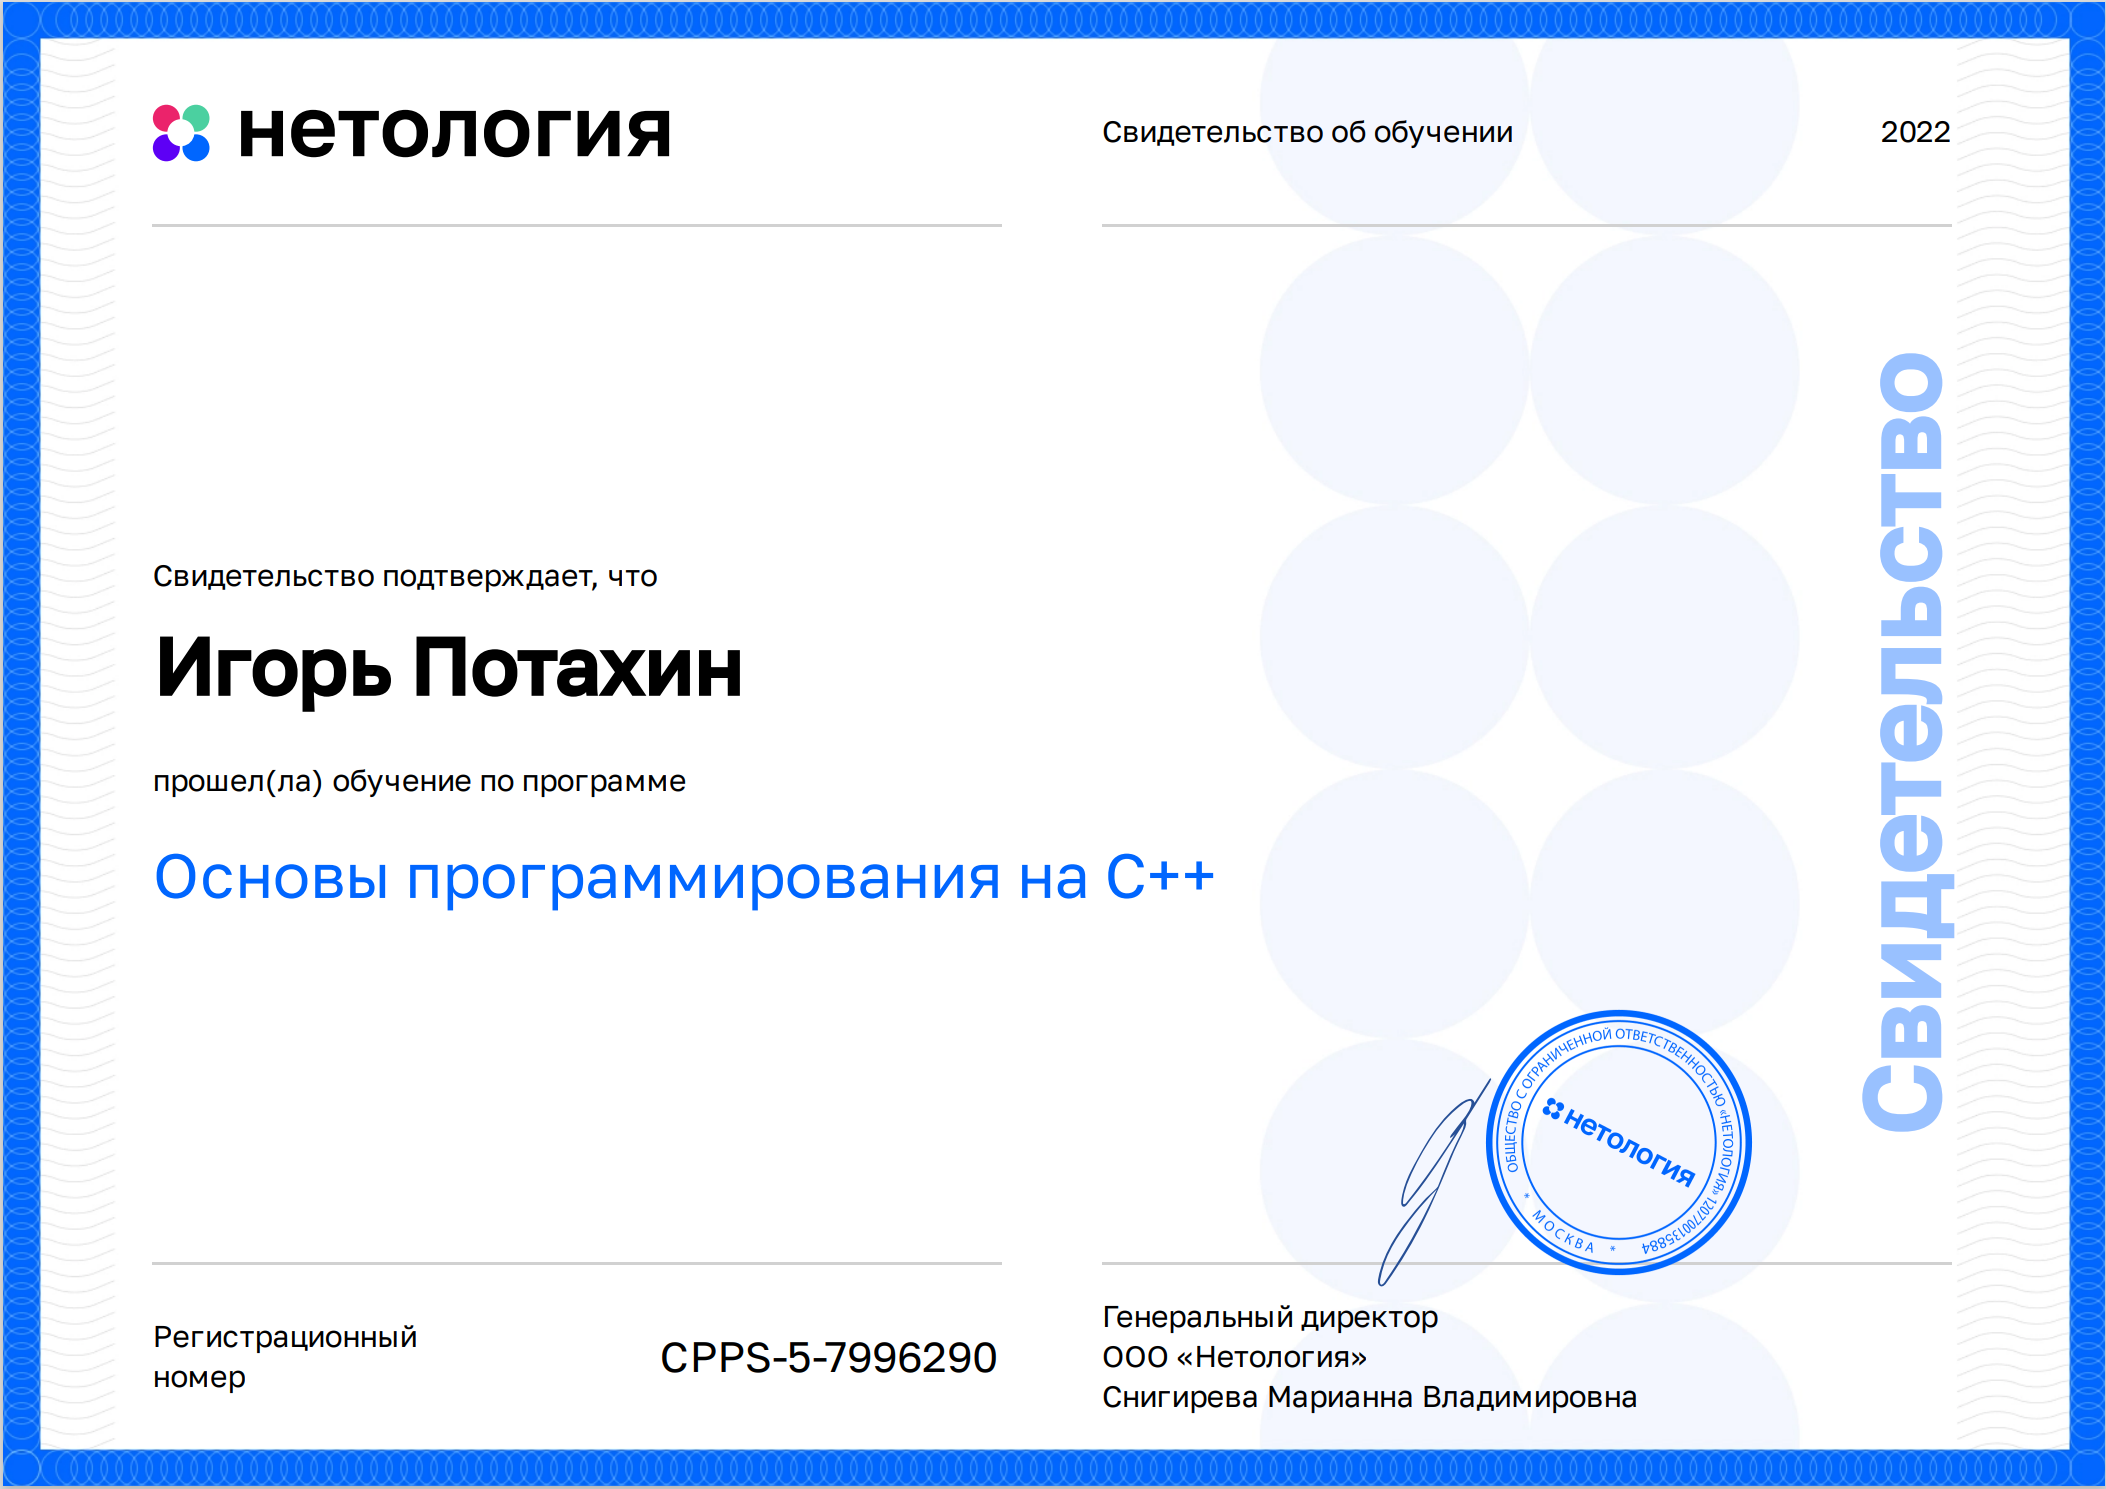 нетология
Свидетельство об обучении
2022
Свидетельство подтверждает, что
Игорь Потахин
прошел(ла) обучение по программе
Основы программирования на C++
Свидетельство
ОБЩЕСТВО С ОГРАНИЧЕННОЙ ОТВЕТСТВЕННОСТЬЮ «НЕТОЛОГИЯ» 1207700135884
* МОСКВА *
нетология
Регистрационный
номер
CPPS-5-7996290
Генеральный директор
ООО «Нетология»
Снигирева Марианна Владимировна